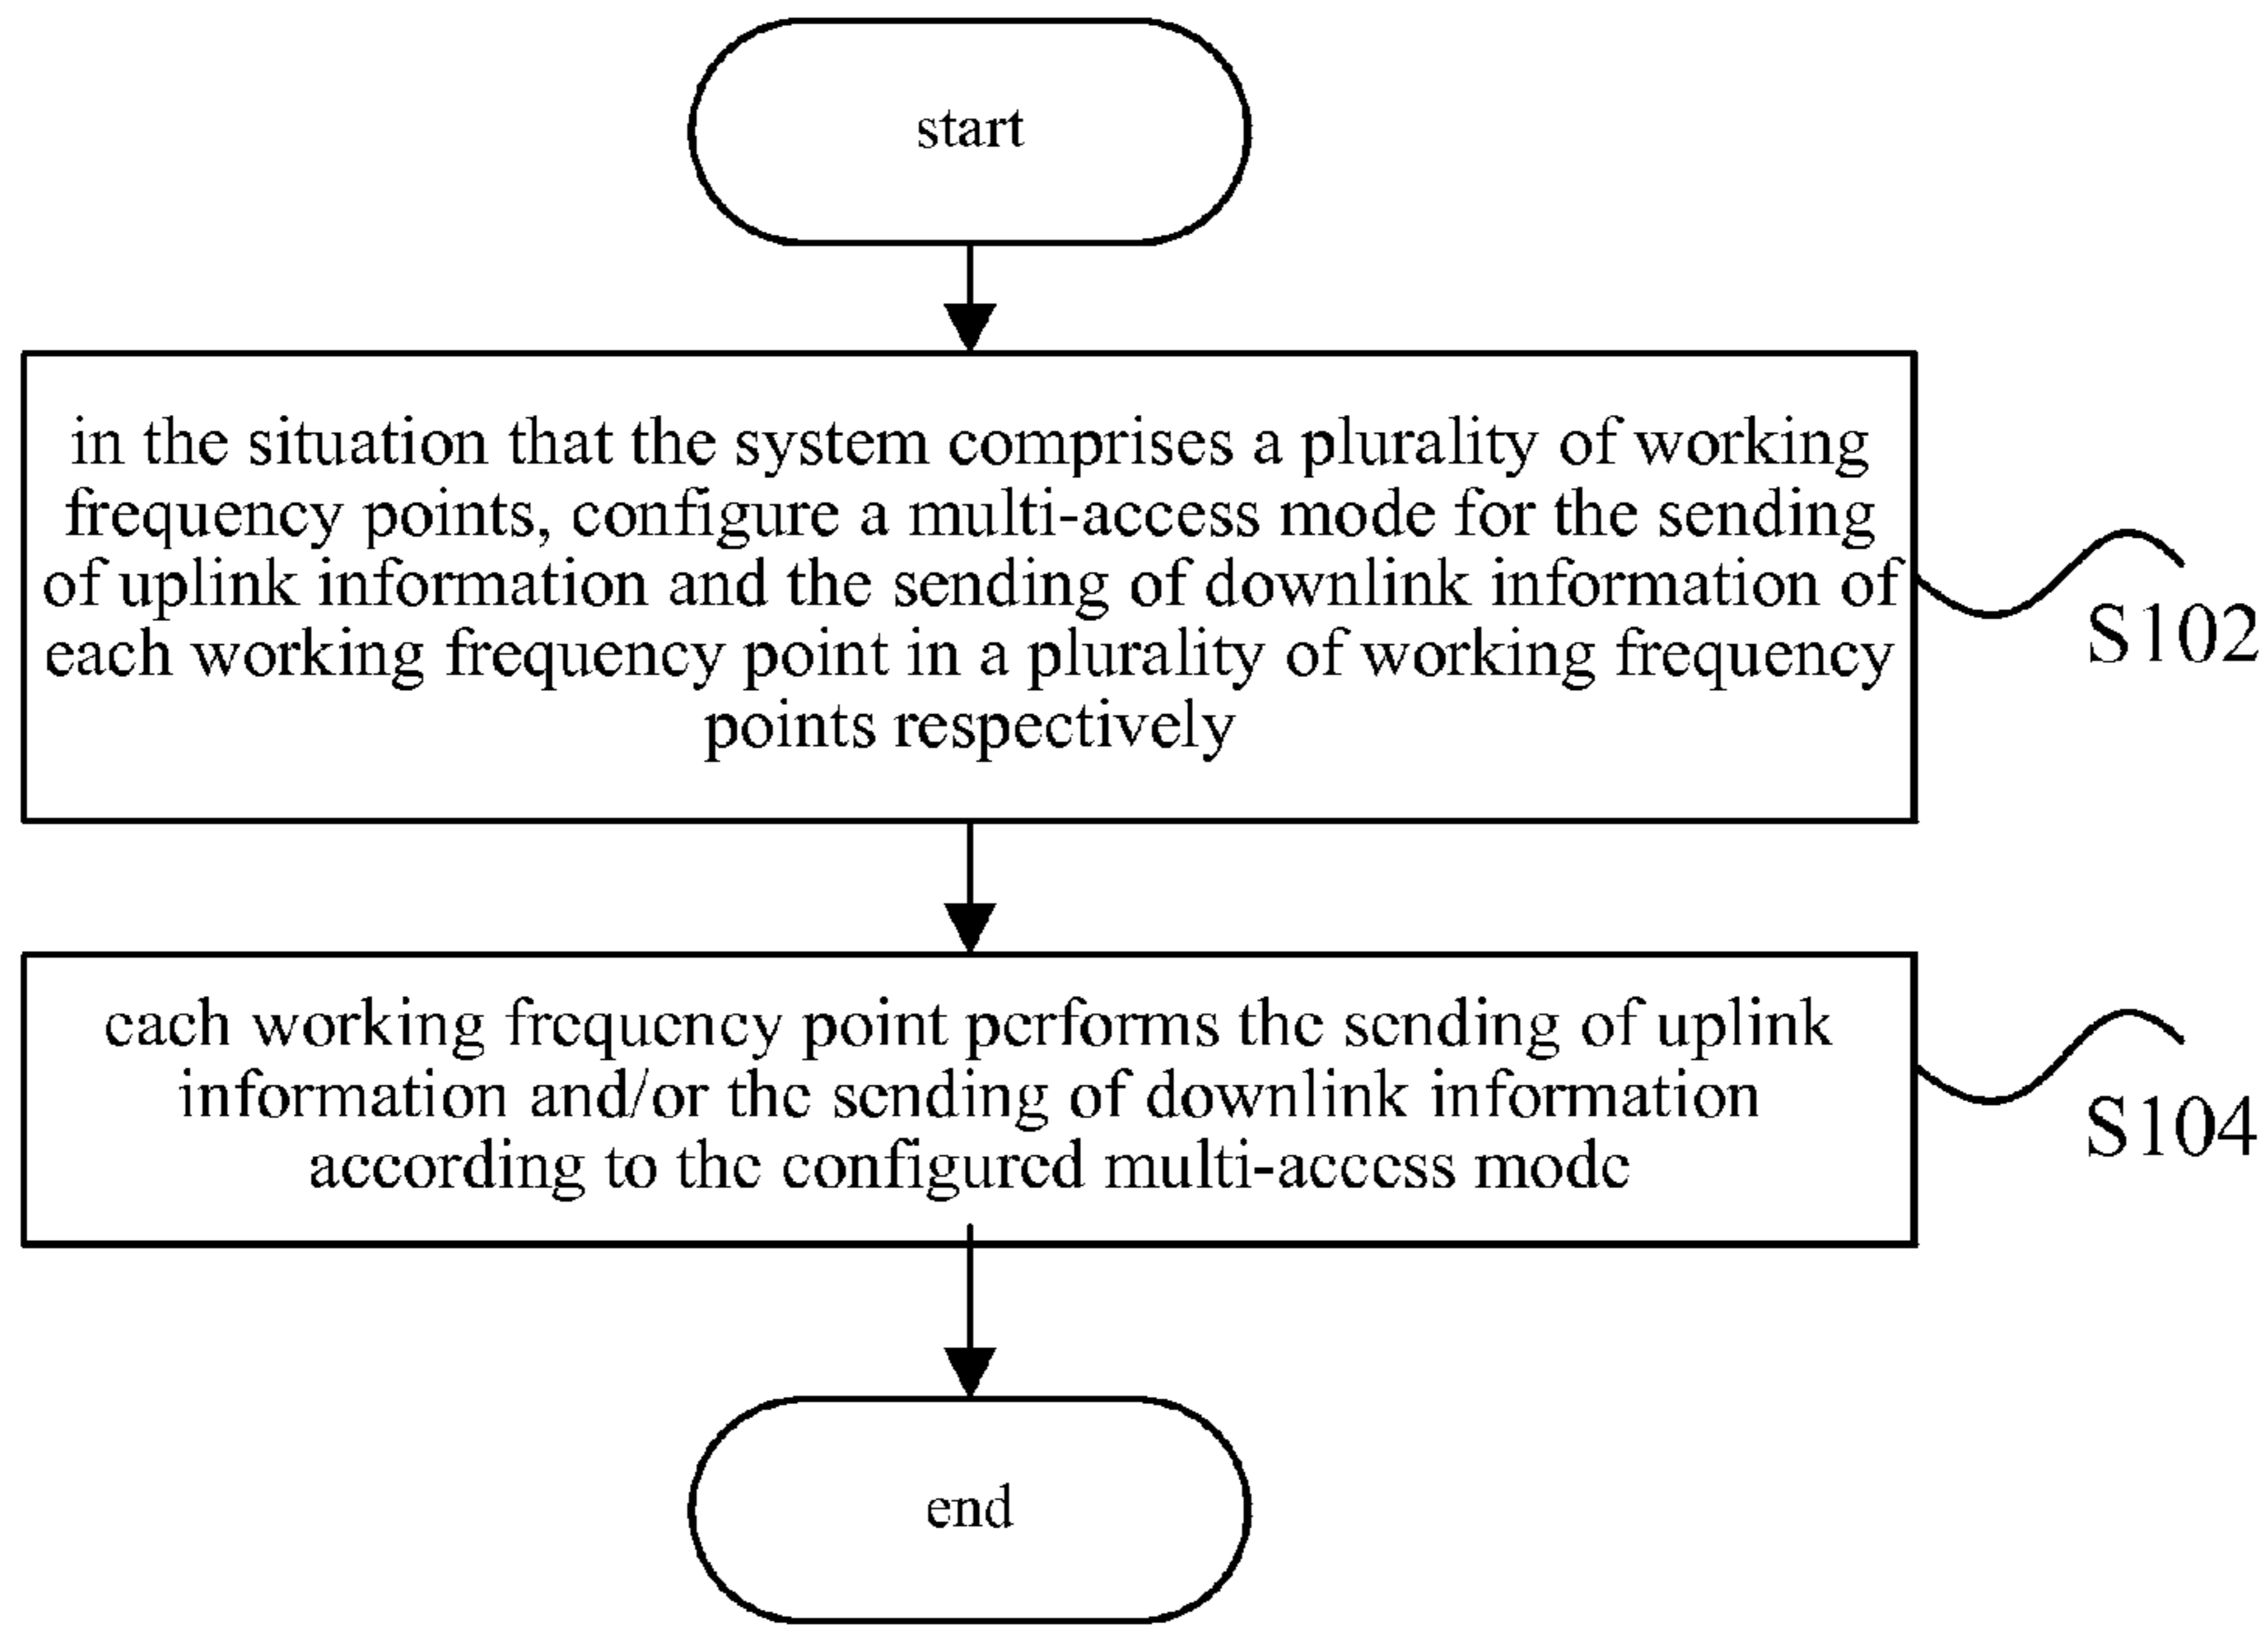 start
in the situation that the system comprises a plurality of working
frequency points, configure a multi-access mode for the sending
of uplink information and the sending of downlink information of
each working frequency point in a plurality of working frequency
points respectively
S102
each working frequency point performs the sending of uplink
information and/or the sending of downlink information
according to the configured multi-access mode
S104
end